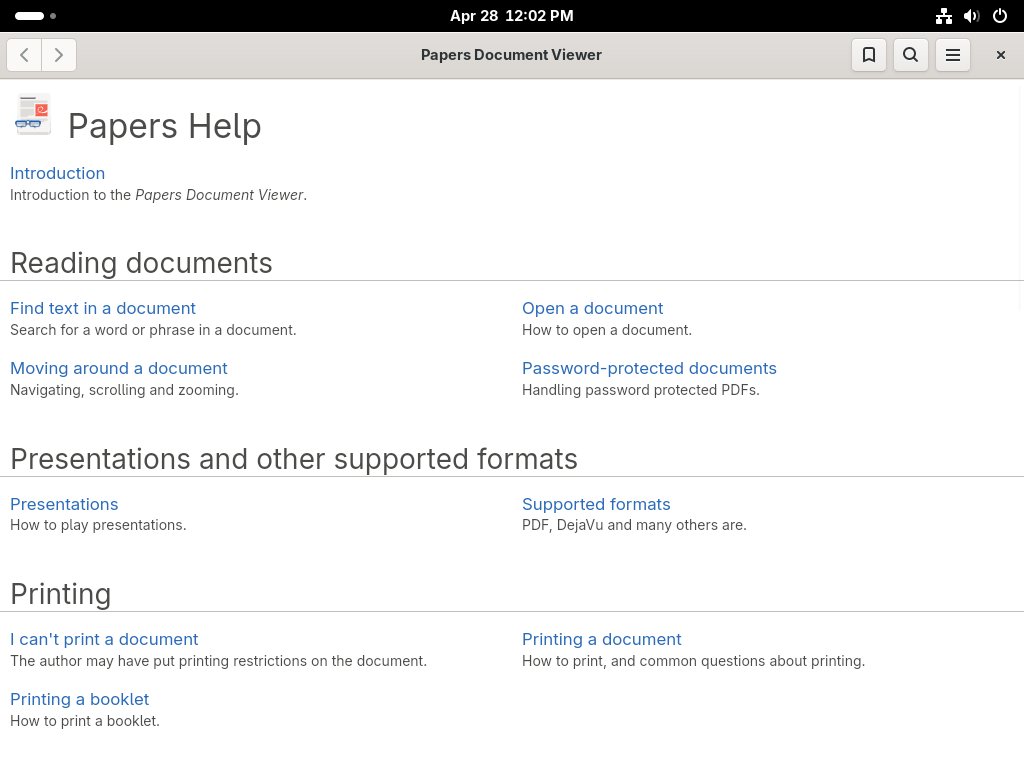 Apr 28 12:02 PM
Papers Document Viewer
Papers Help
Introduction
Introduction to the Papers Document Viewer.
Reading documents
Find text in a document
Search for a word or phrase in a document.
Open a document
How to open a document.
Moving around a document
Navigating, scrolling and zooming.
Password-protected documents
Handling password protected PDFs.
Presentations and other supported formats
Presentations
How to play presentations.
Supported formats
PDF, DejaVu and many others are.
Printing
I can't print a document
The author may have put printing restrictions on the document.
Printing a document
How to print, and common questions about printing.
Printing a booklet
How to print a booklet.